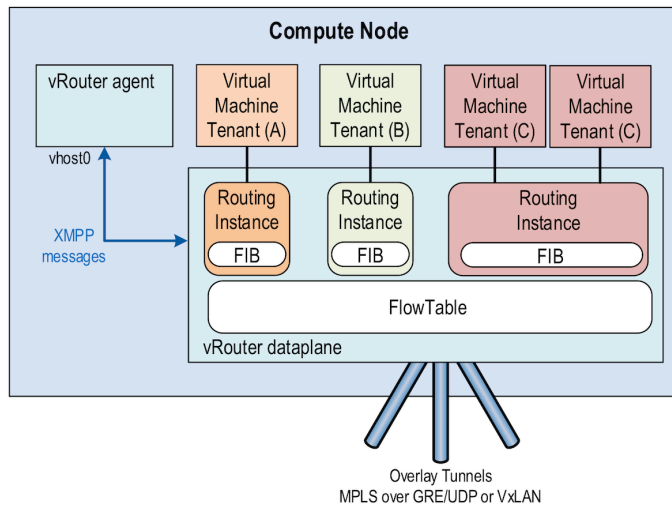 Compute Node
vRouter agent
Virtual
Machine
Tenant (A)
Virtual
Machine
Tenant (B)
Virtual
Machine
Tenant (C)
Virtual
Machine
Tenant (C)
vhost0
XMPP
messages
Routing
Instance
FIB
Routing
Instance
FIB
Routing
Instance
FIB
FlowTable
vRouter dataplane
Overlay Tunnels
MPLS over GRE/UDP or VxLAN